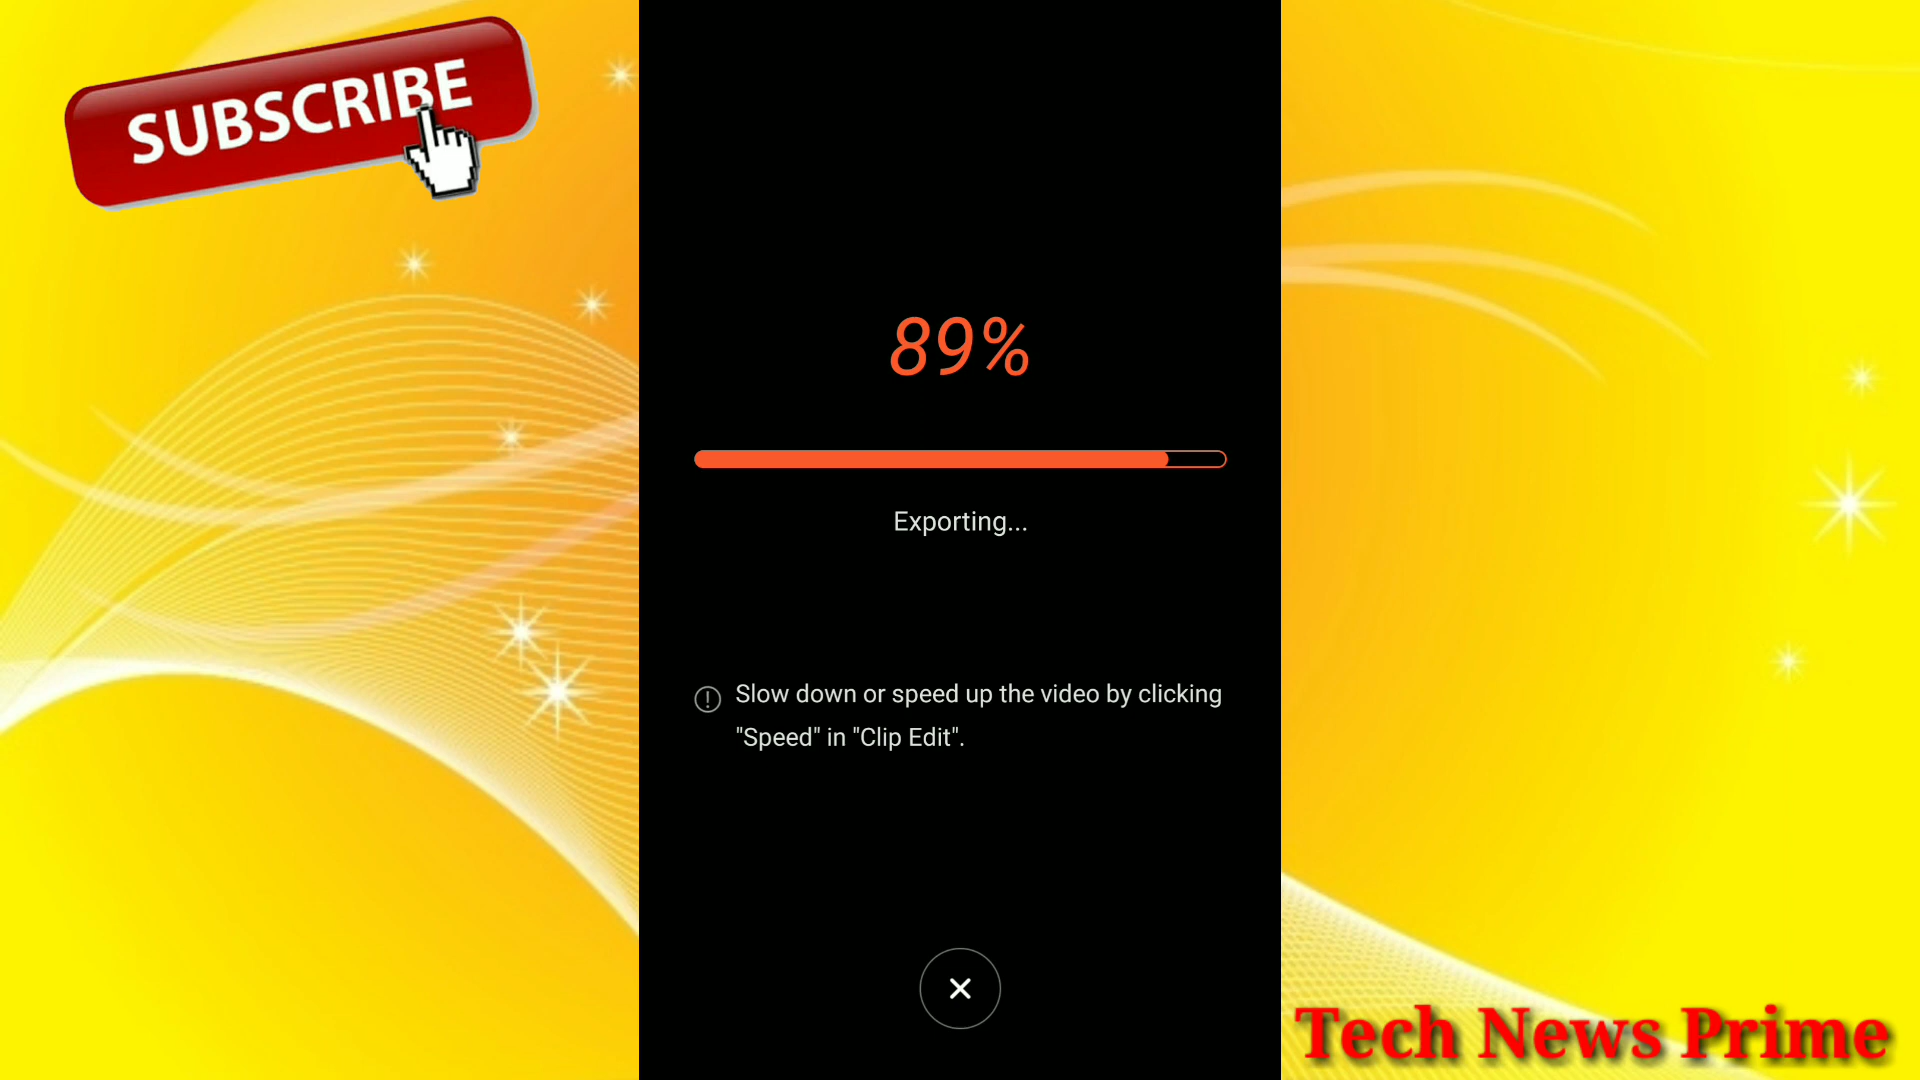 SUBSCRIBE
89%
Exporting...
Slow down or speed up the video by clicking
"Speed" in "Clip Edit".
Tech News Prime